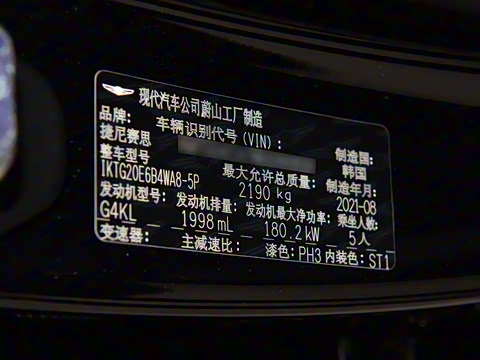 现代汽车公司蔚山工厂制造
品牌: 车辆识别代号(VIN): 制造国:
捷尼赛思 韩国
整车型号 最大允许总质量: 制造年月:
1KTG20E6B4WA8-5P 2190 kg 2021-08
发动机型号: 发动机排量: 发动机最大净功率: 乘坐人数:
G4KL 1998 mL 180.2 kW 5人
变速器: 主减速比: 漆色: PH3 内装色: ST1